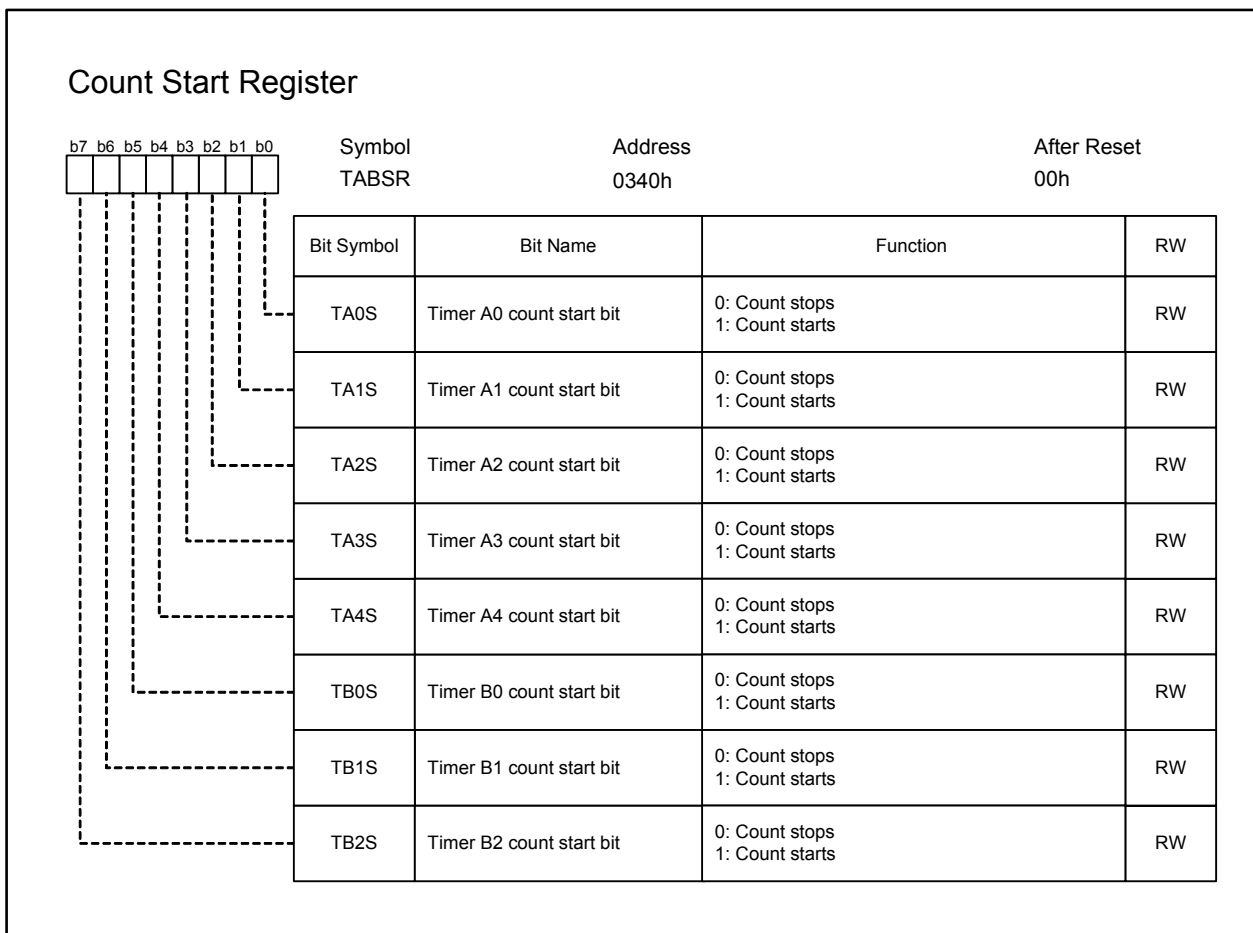 Count Start Register
b7 b6 b5 b4 b3 b2 b1 b0
Symbol Address After Reset
TABSR 0340h 00h
Bit Symbol Bit Name Function RW
TA0S Timer A0 count start bit 0: Count stops
1: Count starts RW
TA1S Timer A1 count start bit 0: Count stops
1: Count starts RW
TA2S Timer A2 count start bit 0: Count stops
1: Count starts RW
TA3S Timer A3 count start bit 0: Count stops
1: Count starts RW
TA4S Timer A4 count start bit 0: Count stops
1: Count starts RW
TB0S Timer B0 count start bit 0: Count stops
1: Count starts RW
TB1S Timer B1 count start bit 0: Count stops
1: Count starts RW
TB2S Timer B2 count start bit 0: Count stops
1: Count starts RW